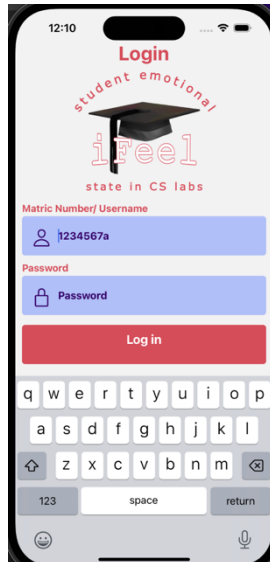 12:10
Login
student emotional
iFeel
state in CS labs
Matric Number/ Username
1234567a
Password
Password
Log in
q w e r t y u i o p
a s d f g h j k l
z x c v b n m
123 space return